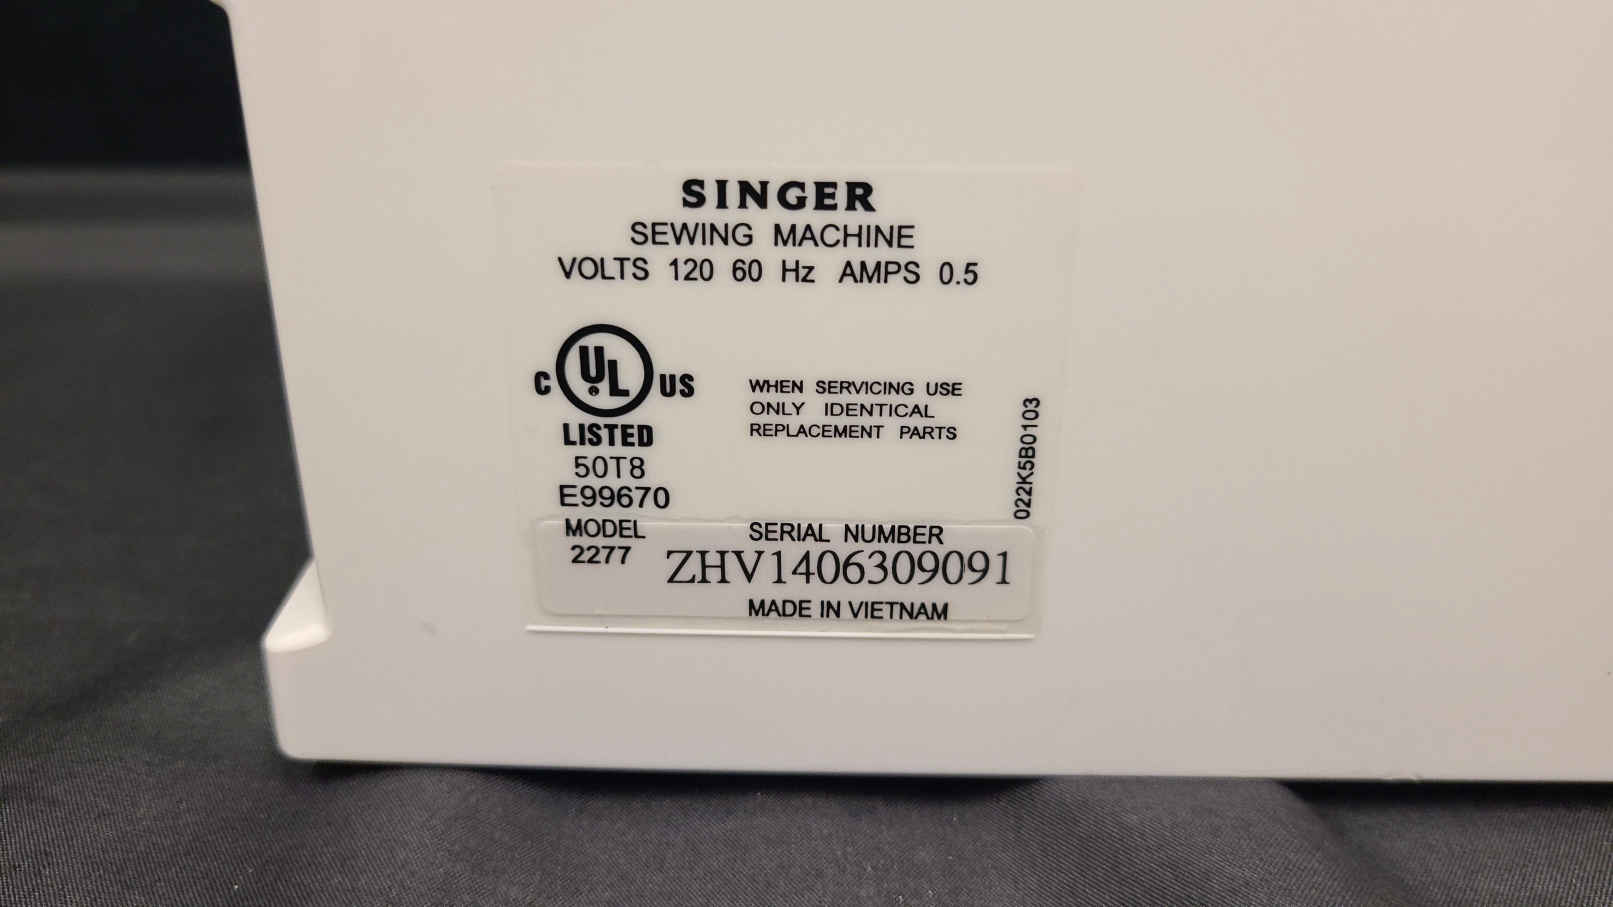 SINGER
SEWING MACHINE
VOLTS 120 60 Hz AMPS 0.5
C UL US
LISTED
50T8
E99670
WHEN SERVICING USE
ONLY IDENTICAL
REPLACEMENT PARTS
022K5B0103
MODEL
2277
SERIAL NUMBER
ZHV1406309091
MADE IN VIETNAM